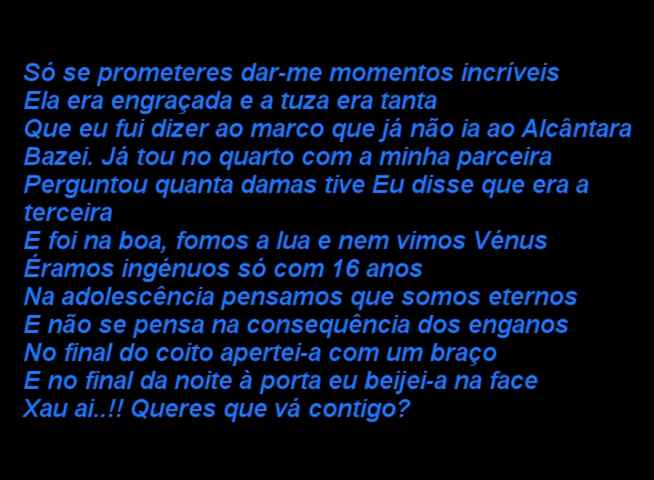 Só se prometeres dar-me momentos incríveis
Ela era engraçada e a tuza era tanta
Que eu fui dizer ao marco que já não ia ao Alcântara
Bazei. Já tou no quarto com a minha parceira
Perguntou quanta damas tive Eu disse que era a
terceira
E foi na boa, fomos a lua e nem vimos Vénus
Éramos ingénuos só com 16 anos
Na adolescência pensamos que somos eternos
E não se pensa na consequência dos enganos
No final do coito apertei-a com um braço
E no final da noite à porta eu beijei-a na face
Xau ai..!! Queres que vá contigo?